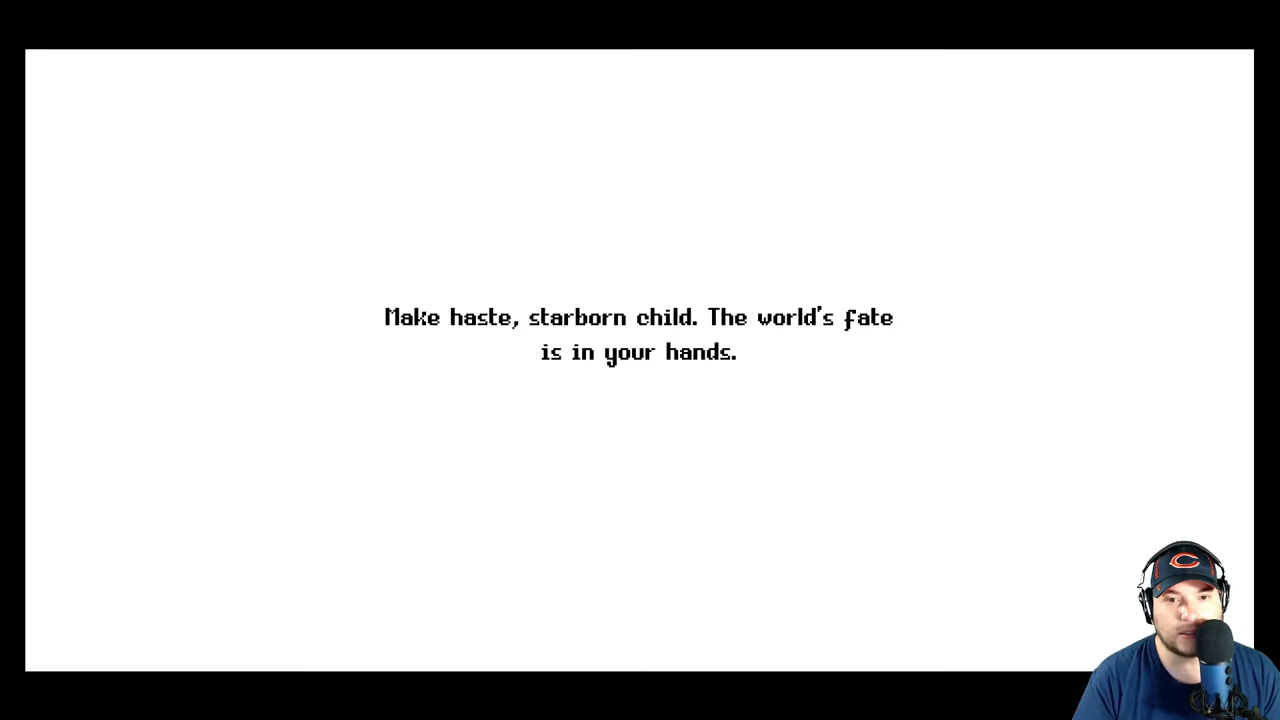 Make haste, starborn child. The world's fate
is in your hands.